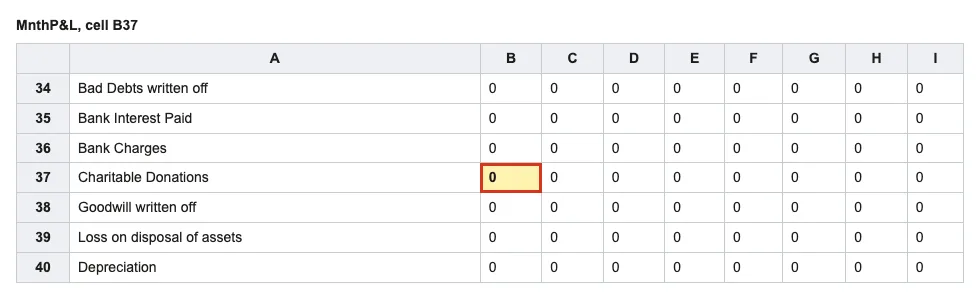 MnthP&L, cell B37
A B C D E F G H I
34 Bad Debts written off 0 0 0 0 0 0 0 0
35 Bank Interest Paid 0 0 0 0 0 0 0 0
36 Bank Charges 0 0 0 0 0 0 0 0
37 Charitable Donations 0 0 0 0 0 0 0 0
38 Goodwill written off 0 0 0 0 0 0 0 0
39 Loss on disposal of assets 0 0 0 0 0 0 0 0
40 Depreciation 0 0 0 0 0 0 0 0